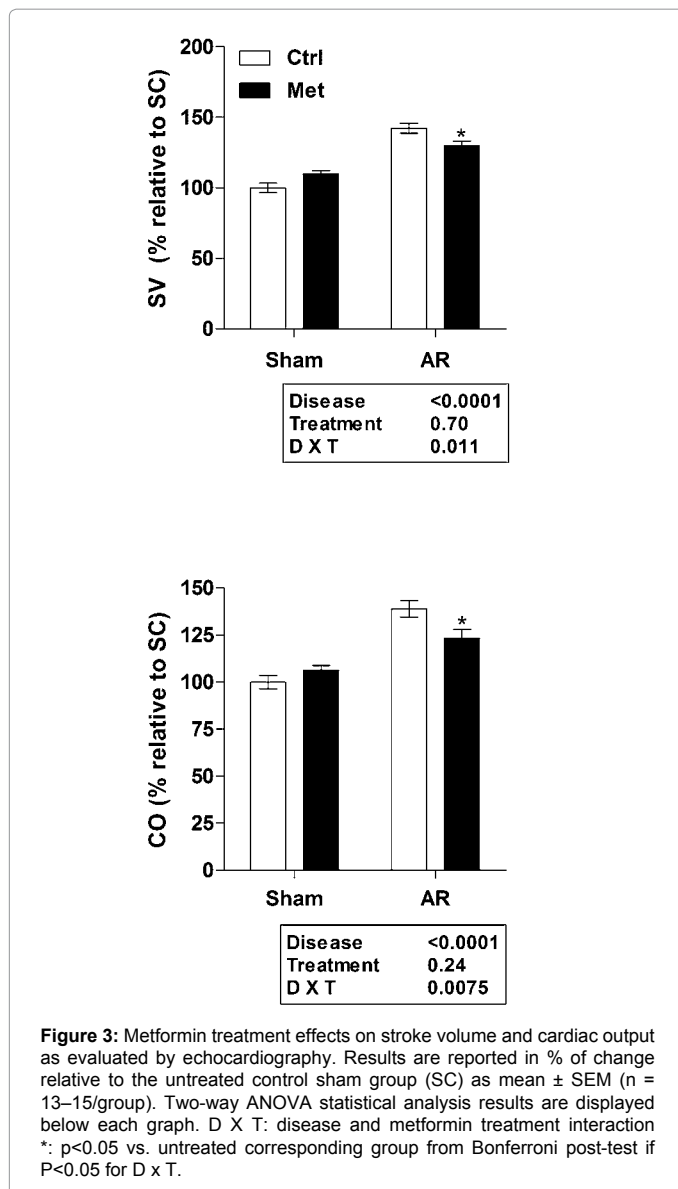 200
150
100
50
0
SV (% relative to SC)
Ctrl
Met
*
Sham AR
Disease <0.0001
Treatment 0.70
D X T 0.011
150
125
100
75
50
25
0
CO (% relative to SC)
*
Sham AR
Disease <0.0001
Treatment 0.24
D X T 0.0075
Figure 3: Metformin treatment effects on stroke volume and cardiac output
as evaluated by echocardiography. Results are reported in % of change
relative to the untreated control sham group (SC) as mean ± SEM (n =
13–15/group). Two-way ANOVA statistical analysis results are displayed
below each graph. D X T: disease and metformin treatment interaction
*: p<0.05 vs. untreated corresponding group from Bonferroni post-test if
P<0.05 for D x T.